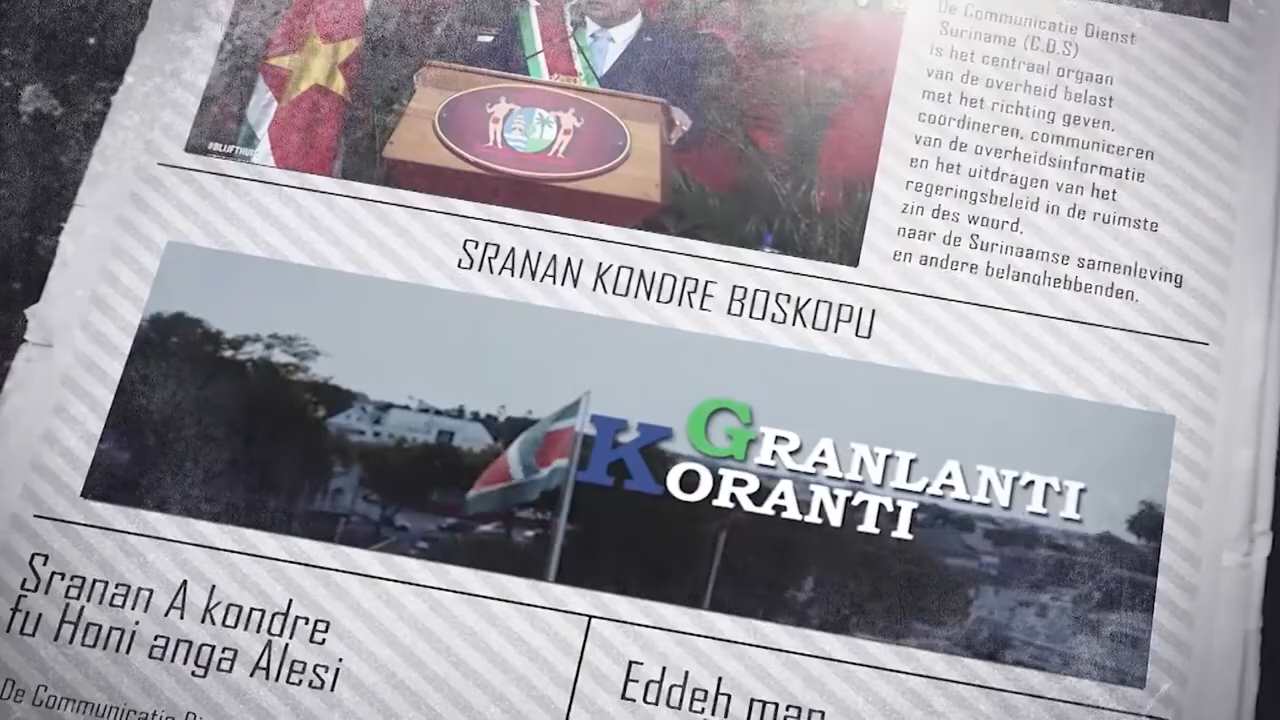 De Communicatie Dienst
Suriname (C.D.S)
is het centraal orgaan
van de overheid belast
met het richting geven,
coördineren, communiceren
van de overheidsinformatie
en het uitdragen van het
regeringsbeleid in de ruimste
zin des woord,
naar de Surinaamse samenleving
en andere belanghebbenden.
SRANAN KONDRE BOSKOPU
GRANLANTI
KORANTI
Sranan A kondre
fu Honi anga Alesi
Eddeh man
De Communicatie